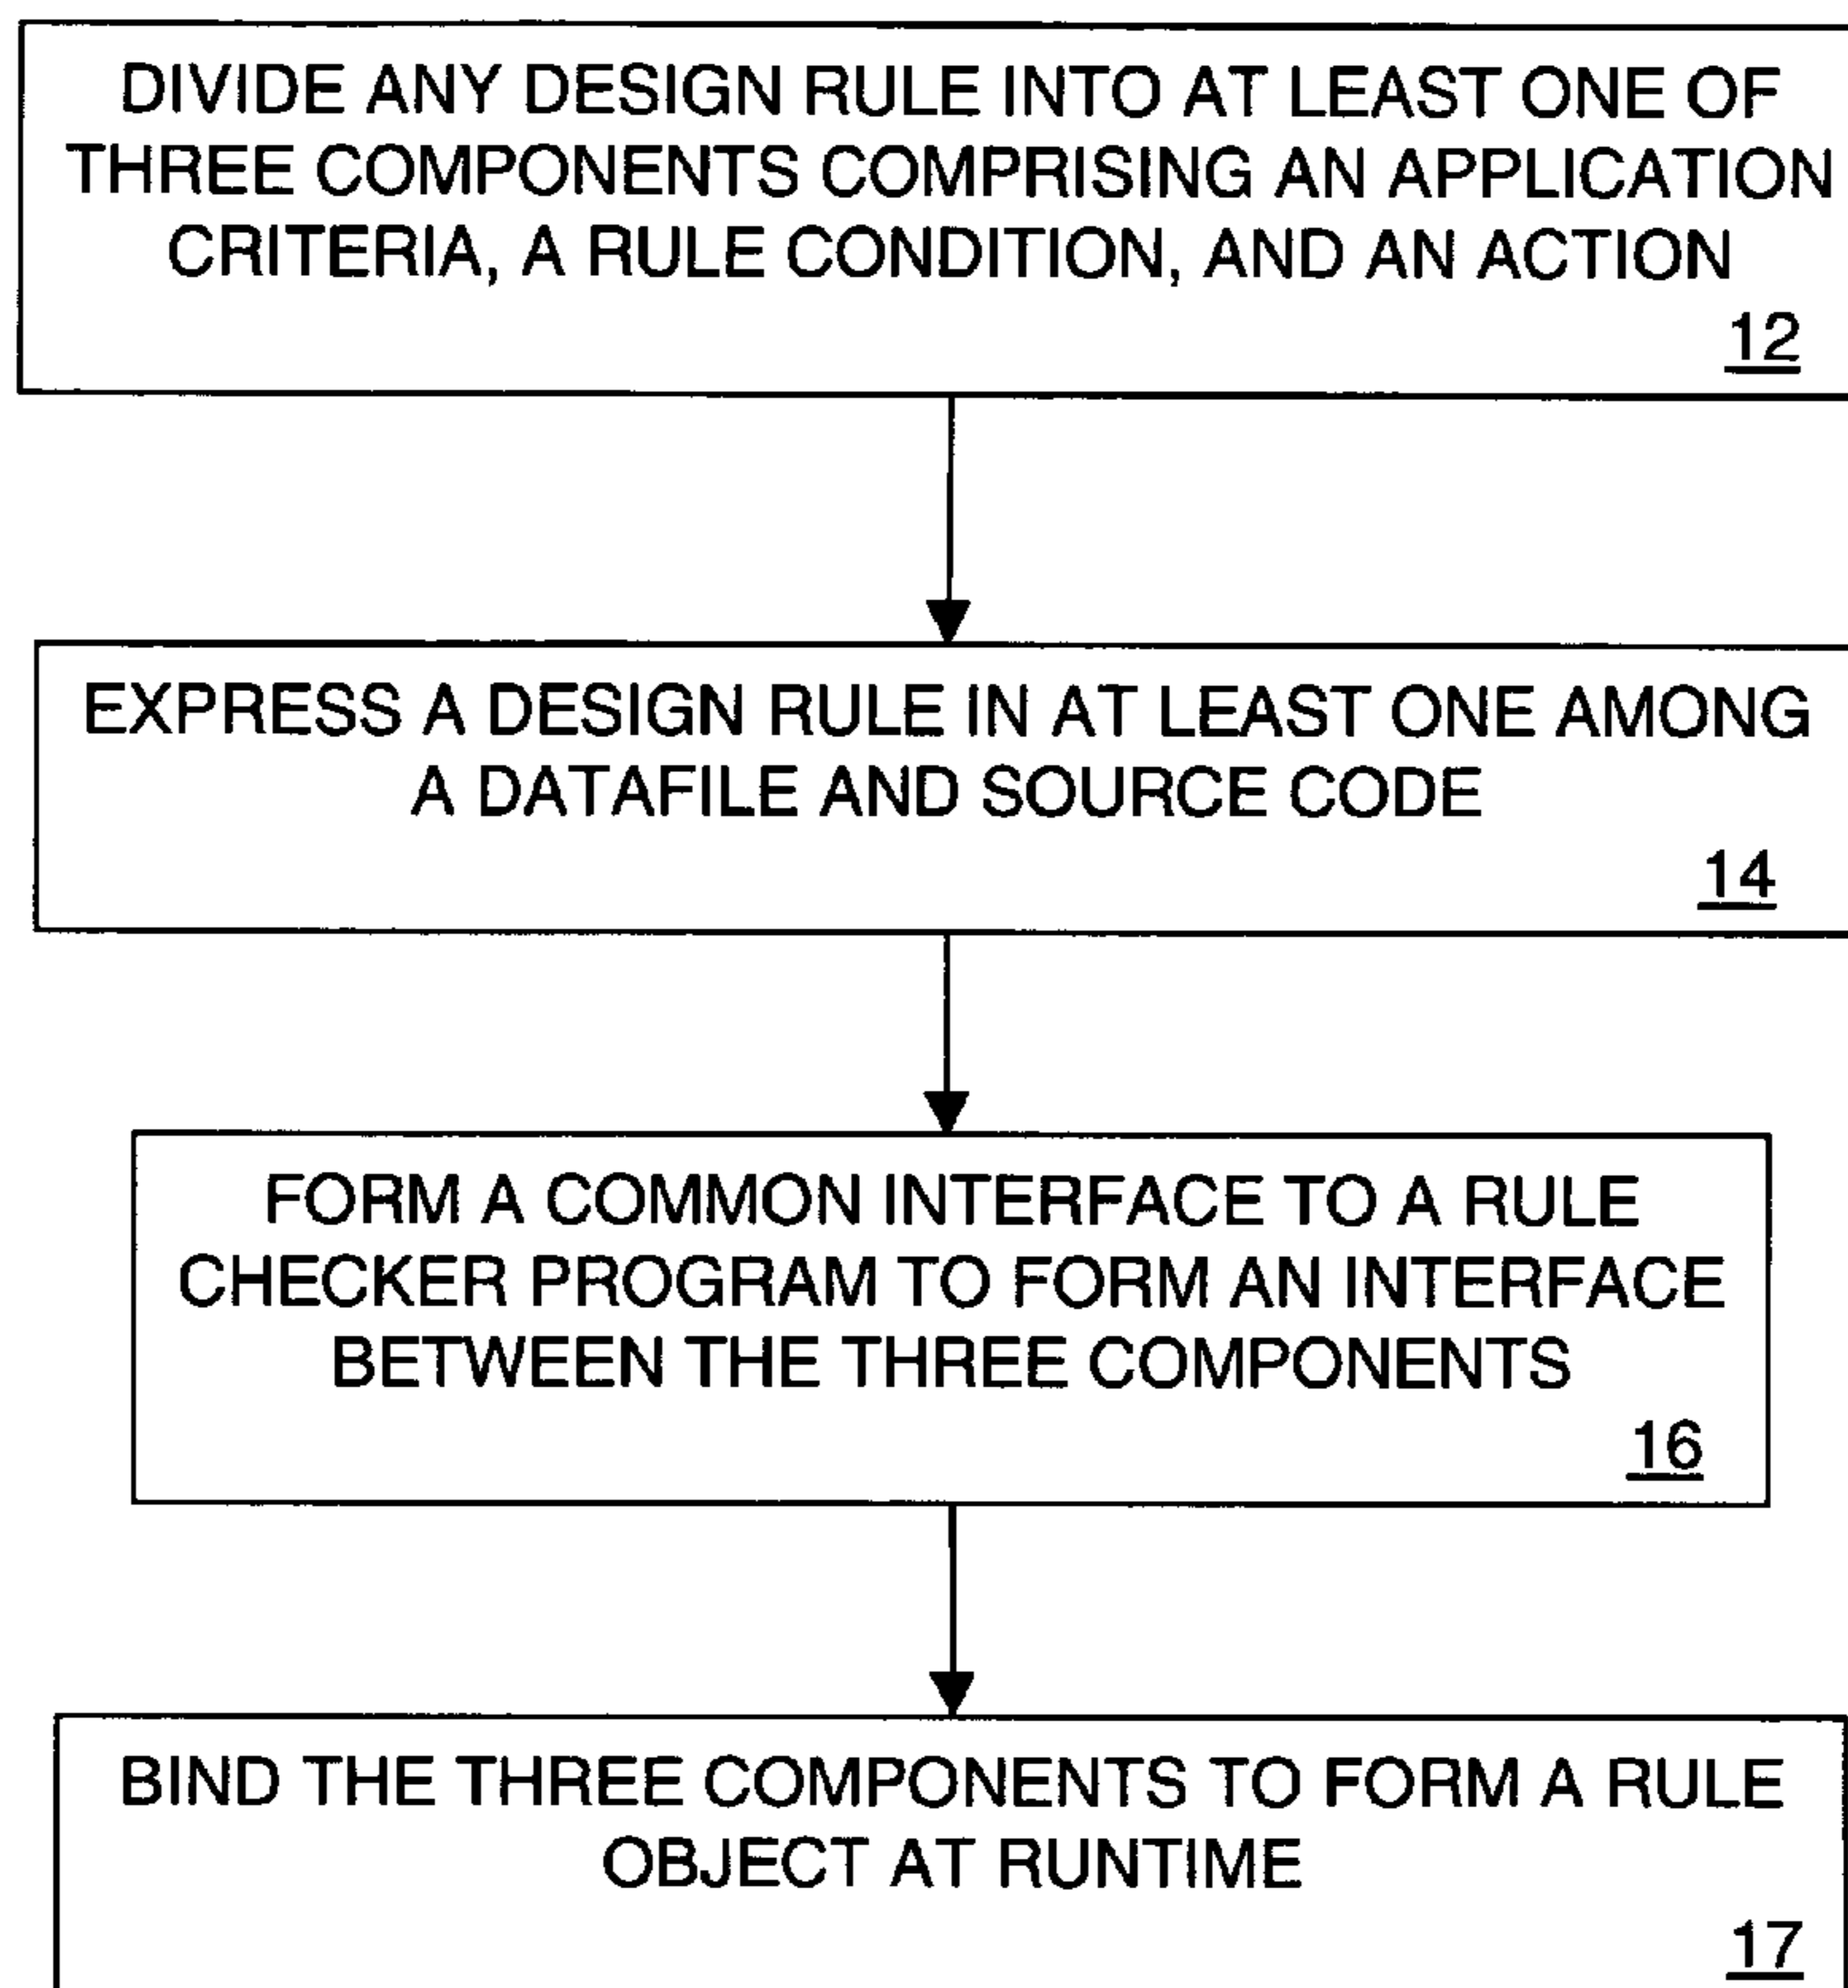 DIVIDE ANY DESIGN RULE INTO AT LEAST ONE OF
THREE COMPONENTS COMPRISING AN APPLICATION
CRITERIA, A RULE CONDITION, AND AN ACTION
12
EXPRESS A DESIGN RULE IN AT LEAST ONE AMONG
A DATAFILE AND SOURCE CODE
14
FORM A COMMON INTERFACE TO A RULE
CHECKER PROGRAM TO FORM AN INTERFACE
BETWEEN THE THREE COMPONENTS
16
BIND THE THREE COMPONENTS TO FORM A RULE
OBJECT AT RUNTIME
17